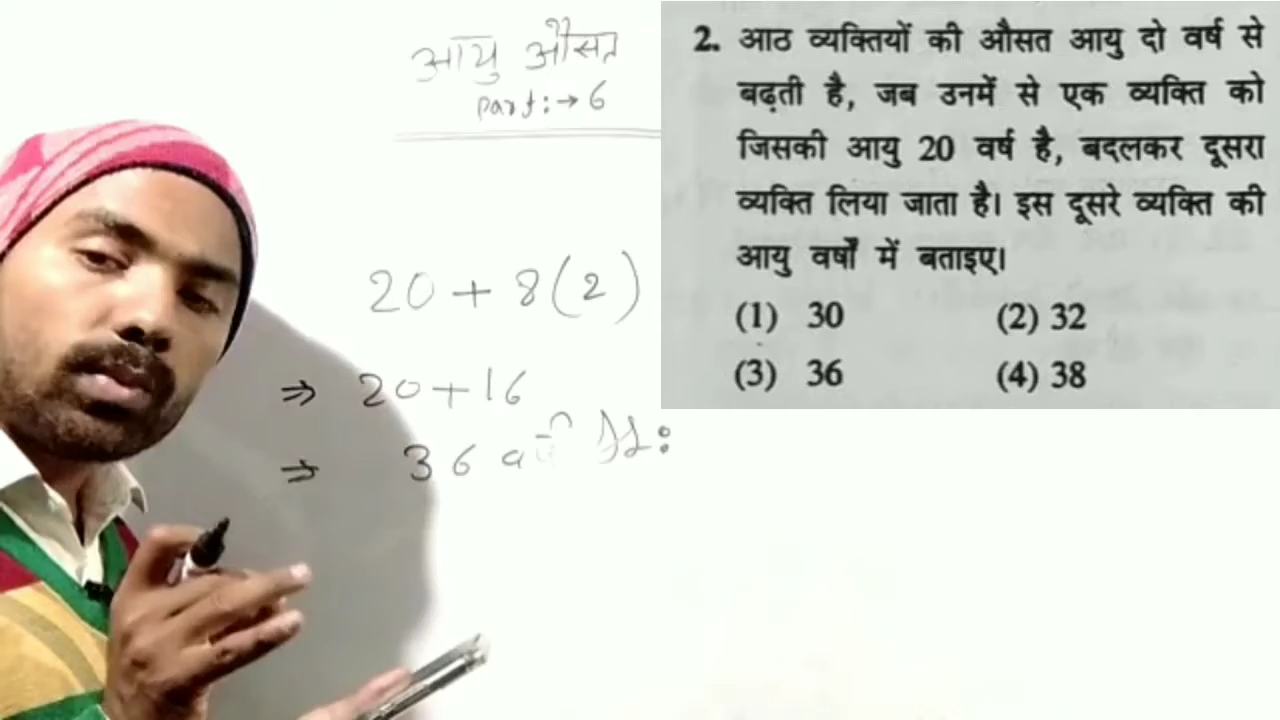 आयु औसत
Part:→ 6
20 + 8(2)
⇒ 20+16
⇒ 36
2. आठ व्यक्तियों की औसत आयु दो वर्ष से
बढ़ती है, जब उनमें से एक व्यक्ति को
जिसकी आयु 20 वर्ष है, बदलकर दूसरा
व्यक्ति लिया जाता है। इस दूसरे व्यक्ति की
आयु वर्षों में बताइए।
(1) 30 (2) 32
(3) 36 (4) 38